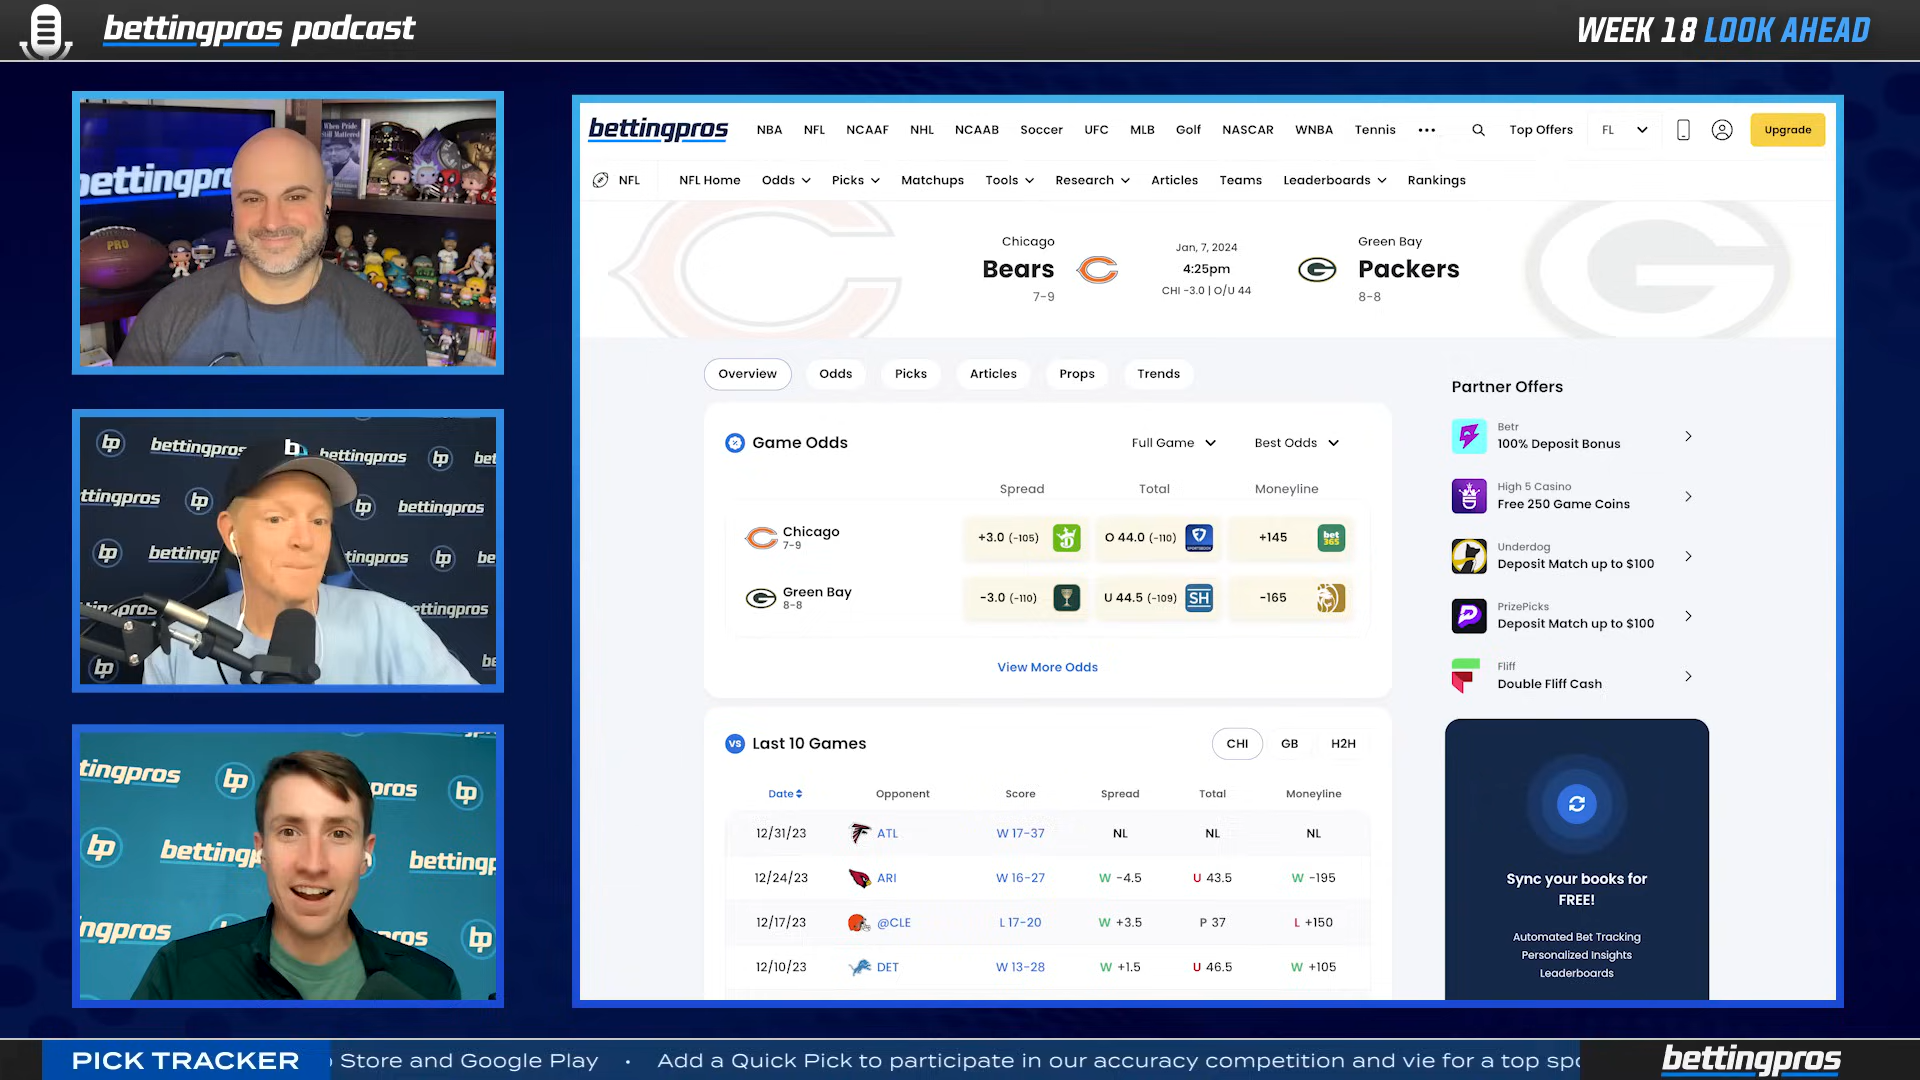 bettingpros podcast
WEEK 18 LOOK AHEAD
When Pride
Still Mattered
PRO
bettingpros
NBA NFL NCAAF NHL NCAAB Soccer UFC MLB Golf NASCAR WNBA Tennis ••• Top Offers FL Upgrade
NFL NFL Home Odds Picks Matchups Tools Research Articles Teams Leaderboards Rankings
Chicago
Bears
7-9
Jan, 7, 2024
4:25pm
CHI -3.0 | O/U 44
Green Bay
Packers
8-8
Overview Odds Picks Articles Props Trends
Game Odds Full Game Best Odds
Spread Total Moneyline
Chicago
7-9
+3.0 (-105) O 44.0 (-110) +145 bet365
Green Bay
8-8
-3.0 (-110) U 44.5 (-109) SH -165
View More Odds
VS Last 10 Games CHI GB H2H
Date Opponent Score Spread Total Moneyline
12/31/23 ATL W 17-37 NL NL NL
12/24/23 ARI W 16-27 W -4.5 U 43.5 W -195
12/17/23 @CLE L 17-20 W +3.5 P 37 L +150
12/10/23 DET W 13-28 W +1.5 U 46.5 W +105
Partner Offers
Betr
100% Deposit Bonus
High 5 Casino
Free 250 Game Coins
Underdog
Deposit Match up to $100
PrizePicks
Deposit Match up to $100
Fliff
Double Fliff Cash
Sync your books for
FREE!
Automated Bet Tracking
Personalized Insights
Leaderboards
PICK TRACKER
Store and Google Play • Add a Quick Pick to participate in our accuracy competition and vie for a top spo
bettingpros